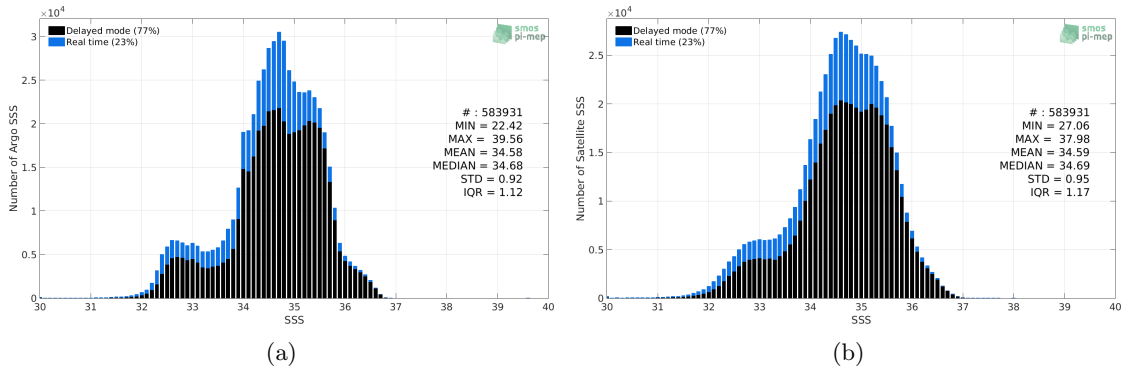 ×10⁴
Delayed mode (77%)
Real time (23%)
smos
pi-mep
3
2.5
2
1.5
1
0.5
0
Number of Argo SSS
# : 583931
MIN = 22.42
MAX = 39.56
MEAN = 34.58
MEDIAN = 34.68
STD = 0.92
IQR = 1.12
30 31 32 33 34 35 36 37 38 39 40
SSS
(a)
×10⁴
Delayed mode (77%)
Real time (23%)
smos
pi-mep
2.5
2
1.5
1
0.5
0
Number of Satellite SSS
# : 583931
MIN = 27.06
MAX = 37.98
MEAN = 34.59
MEDIAN = 34.69
STD = 0.95
IQR = 1.17
30 31 32 33 34 35 36 37 38 39 40
SSS
(b)